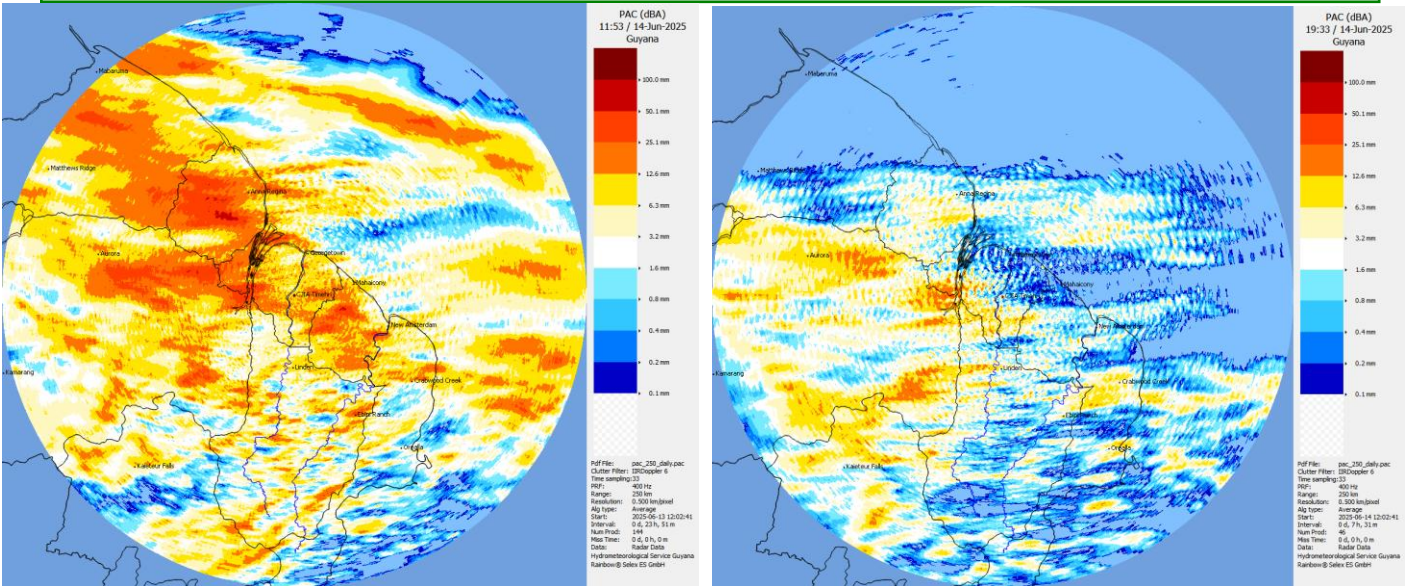 PAC (dBA)
11:53 / 14-Jun-2025
Guyana
100.0 mm
50.1 mm
25.1 mm
12.6 mm
6.3 mm
3.2 mm
1.6 mm
0.8 mm
0.4 mm
0.2 mm
0.1 mm
Pdf File: pac_250_daily.pac
Clutter Filter: IIRDoppler 6
Time sampling:33
PRF: 400 Hz
Range: 250 km
Resolution: 0.500 km/pixel
Alg type: Average
Start: 2025-06-13 12:02:41
Interval: 0 d, 23 h, 51 m
Num Prod: 144
Miss Time: 0 d, 0 h, 0 m
Data: Radar Data
Hydrometeorological Service Guyana
Rainbow® Selex ES GmbH
Mabaruma
Matthews Ridge
Anna Regina
Aurora
Georgetown
Mahaicony
New Amsterdam
Kamarang
Linden
Crabwood Creek
Ebini Ranch
Orealla
Kaieteur Falls
PAC (dBA)
19:33 / 14-Jun-2025
Guyana
100.0 mm
50.1 mm
25.1 mm
12.6 mm
6.3 mm
3.2 mm
1.6 mm
0.8 mm
0.4 mm
0.2 mm
0.1 mm
Pdf File: pac_250_daily.pac
Clutter Filter: IIRDoppler 6
Time sampling:33
PRF: 400 Hz
Range: 250 km
Resolution: 0.500 km/pixel
Alg type: Average
Start: 2025-06-14 12:02:41
Interval: 0 d, 7 h, 31 m
Num Prod: 46
Miss Time: 0 d, 0 h, 0 m
Data: Radar Data
Hydrometeorological Service Guyana
Rainbow® Selex ES GmbH
Mabaruma
Matthews Ridge
Anna Regina
Aurora
Mahaicony
New Amsterdam
Kamarang
Linden
Crabwood Creek
Ebini Ranch
Orealla
Kaieteur Falls